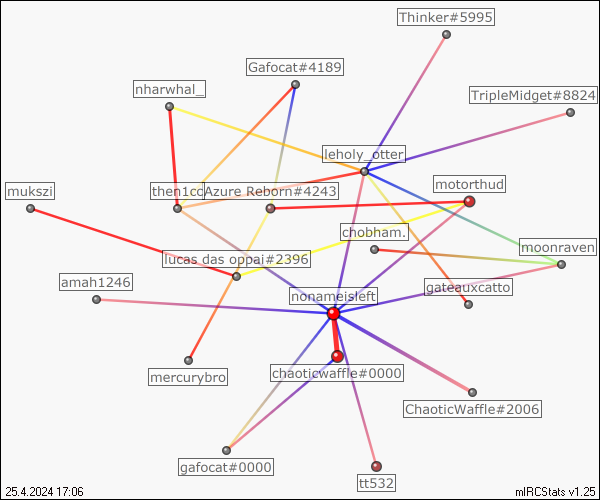 Thinker#5995
Gafocat#4189
nharwhal_
TripleMidget#8824
leholy_otter
mukszi
then1cc
Azure Reborn#4243
motorthud
chobham.
moonraven
lucas das oppai#2396
amah1246
nonameisleft
gateauxcatto
chaoticwaffle#0000
mercurybro
ChaoticWaffle#2006
gafocat#0000
tt532
25.4.2024 17:06
mIRCStats v1.25